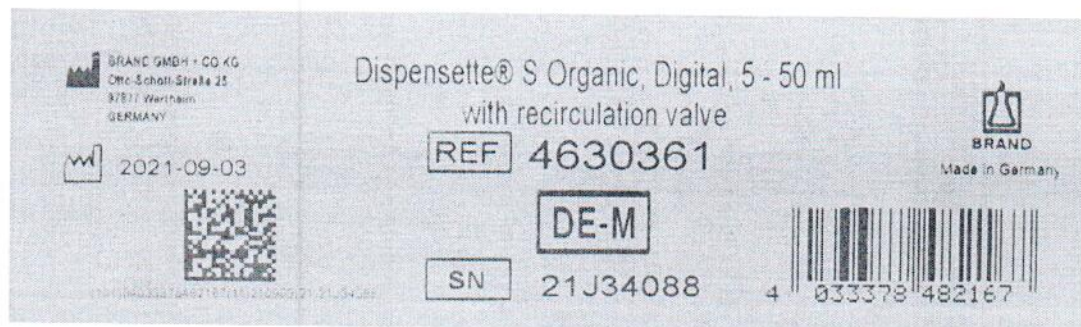 BRAND GMBH + CO KG
Otto-Schott-Straße 25
97877 Wertheim
GERMANY
2021-09-03
Dispensette® S Organic, Digital, 5 - 50 ml
with recirculation valve
REF 4630361
DE-M
SN 21J34088
BRAND
Made in Germany
4 033378 482167